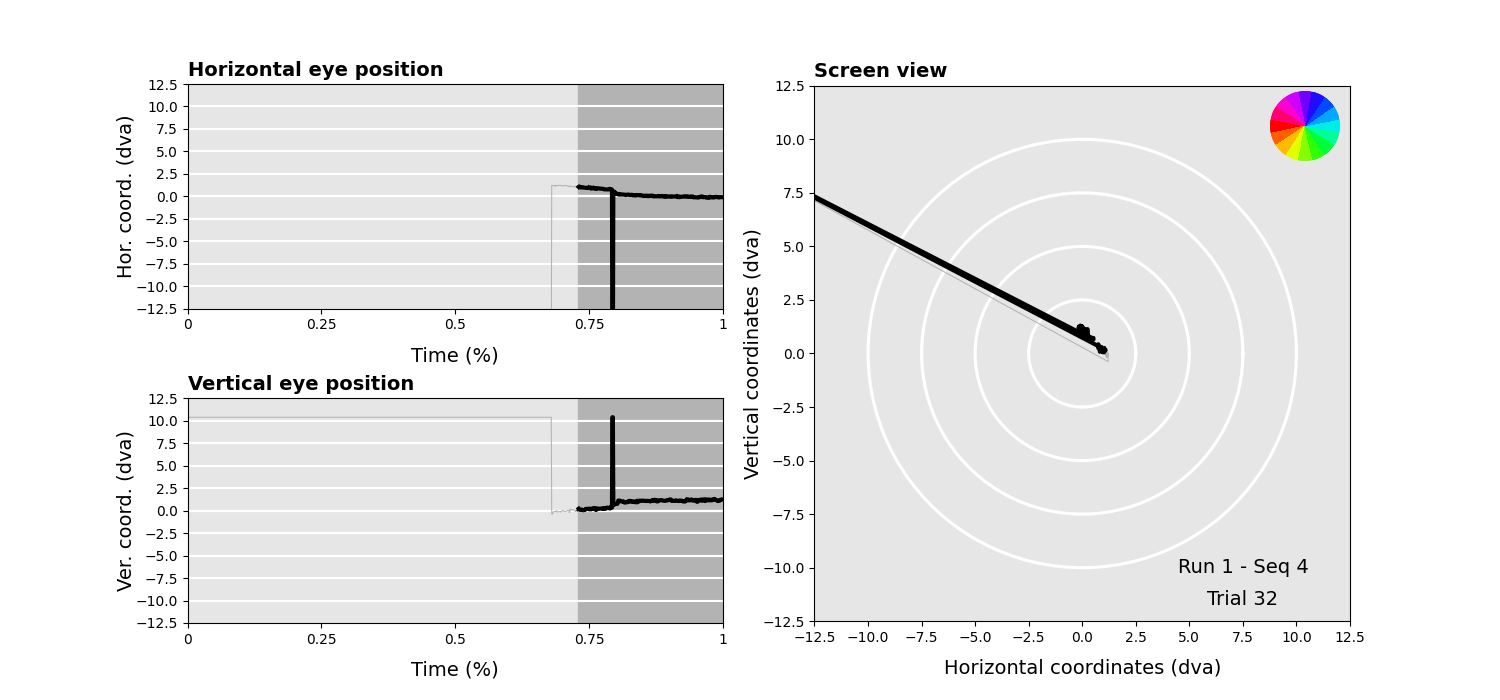 Horizontal eye position
12.5
10.0
7.5
5.0
2.5
0.0
−2.5
−5.0
−7.5
−10.0
−12.5
Hor. coord. (dva)
0 0.25 0.5 0.75 1
Time (%)
Vertical eye position
12.5
10.0
7.5
5.0
2.5
0.0
−2.5
−5.0
−7.5
−10.0
−12.5
Ver. coord. (dva)
0 0.25 0.5 0.75 1
Time (%)
Screen view
12.5
10.0
7.5
5.0
2.5
0.0
−2.5
−5.0
−7.5
−10.0
−12.5
Vertical coordinates (dva)
Run 1 - Seq 4
Trial 32
−12.5 −10.0 −7.5 −5.0 −2.5 0.0 2.5 5.0 7.5 10.0 12.5
Horizontal coordinates (dva)